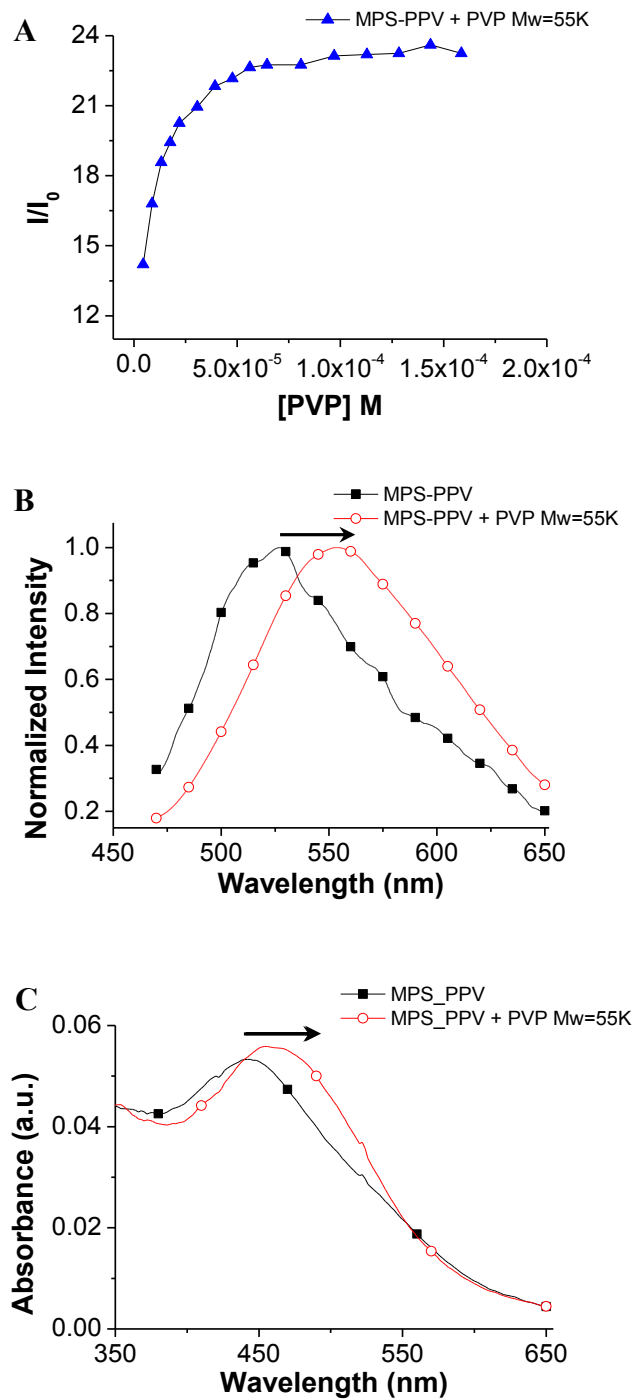 A
MPS-PPV + PVP Mw=55K
24
21
18
15
12
I/I₀
0.0 5.0x10⁻⁵ 1.0x10⁻⁴ 1.5x10⁻⁴ 2.0x10⁻⁴
[PVP] M
B
MPS-PPV
MPS-PPV + PVP Mw=55K
1.0
0.8
0.6
0.4
0.2
Normalized Intensity
450 500 550 600 650
Wavelength (nm)
C
MPS_PPV
MPS_PPV + PVP Mw=55K
0.06
0.04
0.02
0.00
Absorbance (a.u.)
350 450 550 650
Wavelength (nm)